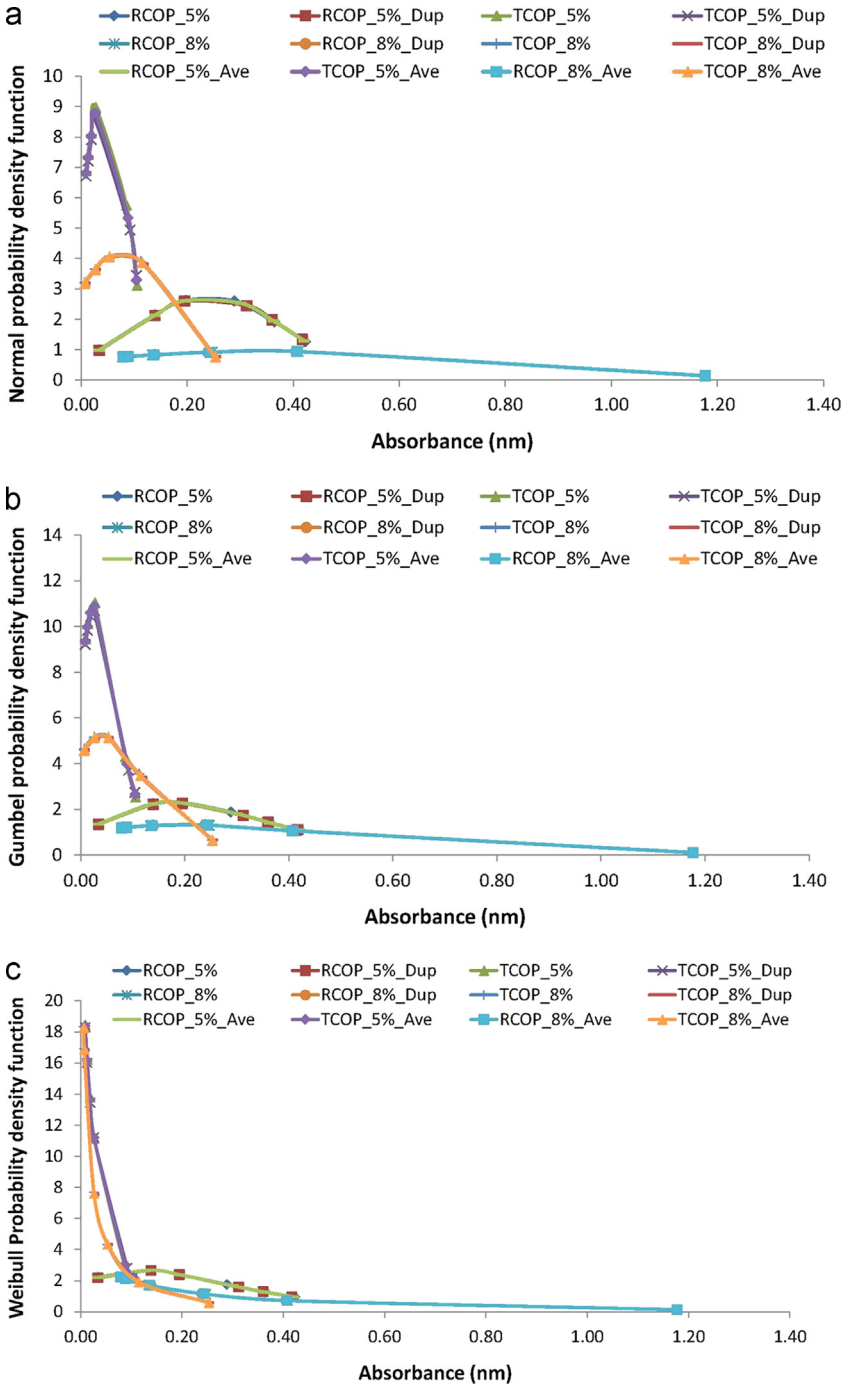 a
RCOP_5% RCOP_5%_Dup TCOP_5% TCOP_5%_Dup
RCOP_8% RCOP_8%_Dup TCOP_8% TCOP_8%_Dup
RCOP_5%_Ave TCOP_5%_Ave RCOP_8%_Ave TCOP_8%_Ave
Normal probability density function
10
9
8
7
6
5
4
3
2
1
0
0.00 0.20 0.40 0.60 0.80 1.00 1.20 1.40
Absorbance (nm)
b
RCOP_5% RCOP_5%_Dup TCOP_5% TCOP_5%_Dup
RCOP_8% RCOP_8%_Dup TCOP_8% TCOP_8%_Dup
RCOP_5%_Ave TCOP_5%_Ave RCOP_8%_Ave TCOP_8%_Ave
Gumbel probability density function
14
12
10
8
6
4
2
0
0.00 0.20 0.40 0.60 0.80 1.00 1.20 1.40
Absorbance (nm)
c
RCOP_5% RCOP_5%_Dup TCOP_5% TCOP_5%_Dup
RCOP_8% RCOP_8%_Dup TCOP_8% TCOP_8%_Dup
RCOP_5%_Ave TCOP_5%_Ave RCOP_8%_Ave TCOP_8%_Ave
Weibull Probability density function
20
18
16
14
12
10
8
6
4
2
0
0.00 0.20 0.40 0.60 0.80 1.00 1.20 1.40
Absorbance (nm)